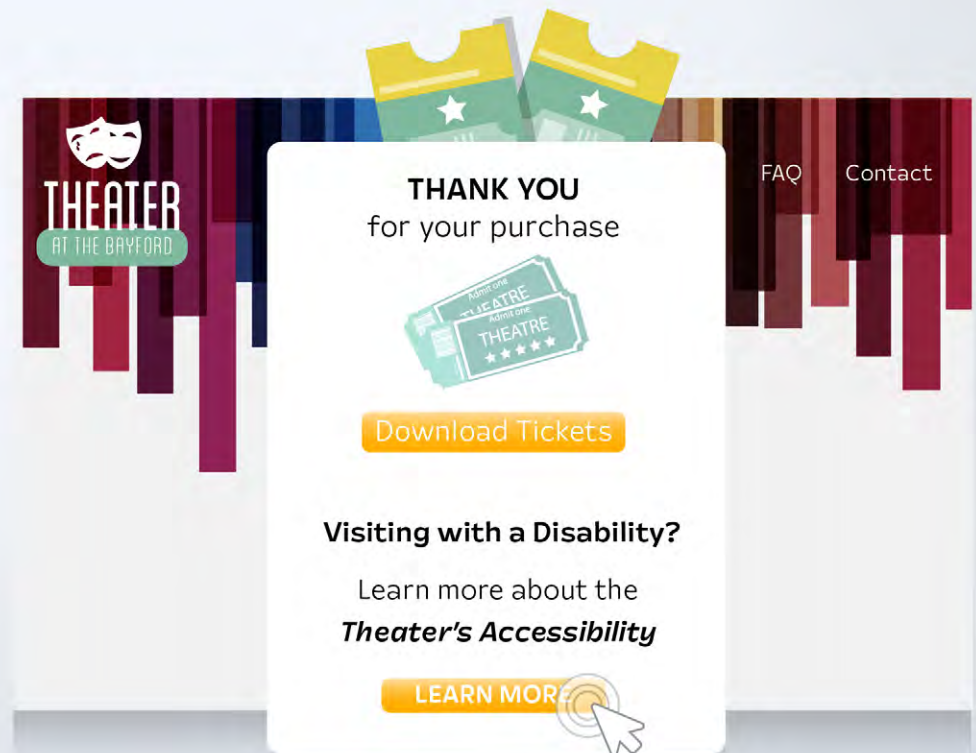 THEATER
AT THE BAYFORD
FAQ
Contact
THANK YOU
for your purchase
Admit one
THEATRE
Admit one
THEATRE
Download Tickets
Visiting with a Disability?
Learn more about the
Theater's Accessibility
LEARN MORE